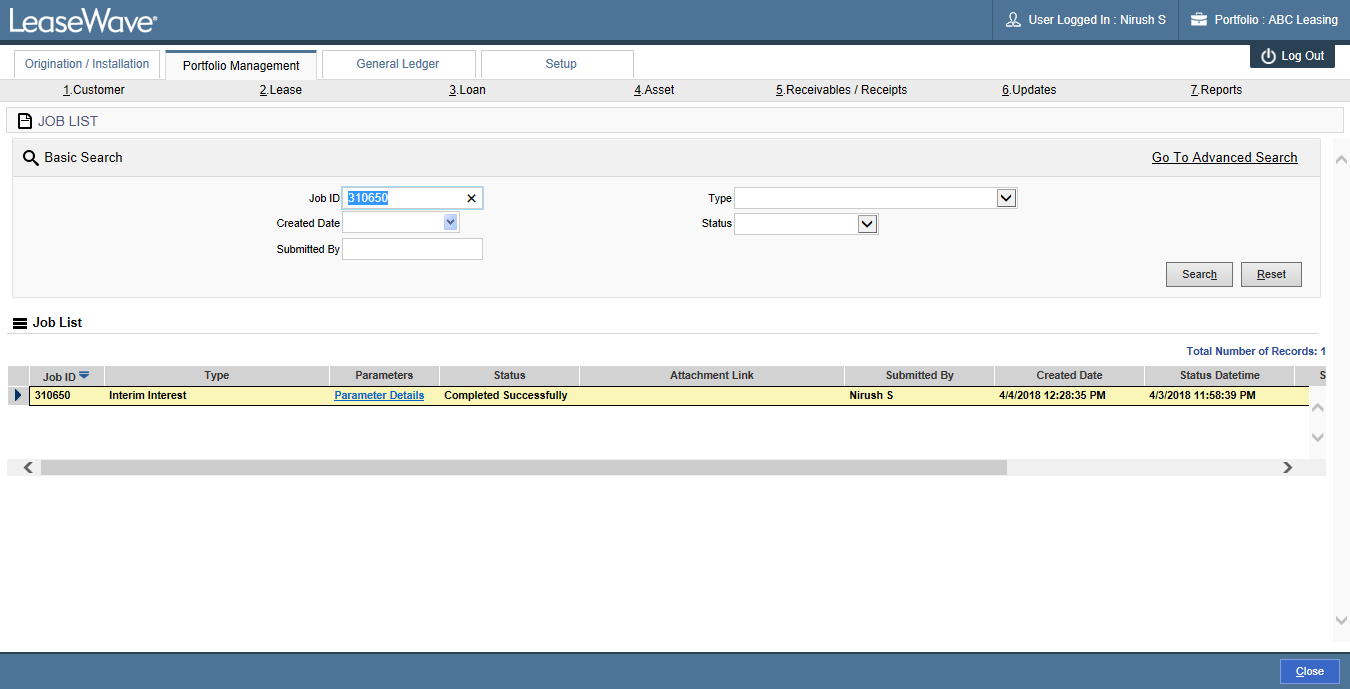 LeaseWave®
User Logged In : Nirush S
Portfolio : ABC Leasing
Log Out
Origination / Installation
Portfolio Management
General Ledger
Setup
1.Customer
2.Lease
3.Loan
4.Asset
5.Receivables / Receipts
6.Updates
7.Reports
JOB LIST
Basic Search
Go To Advanced Search
Job ID 310650
Type
Created Date
Status
Submitted By
Search
Reset
Job List
Total Number of Records: 1
Job ID Type Parameters Status Attachment Link Submitted By Created Date Status Datetime S
310650 Interim Interest Parameter Details Completed Successfully Nirush S 4/4/2018 12:28:35 PM 4/3/2018 11:58:39 PM
Close